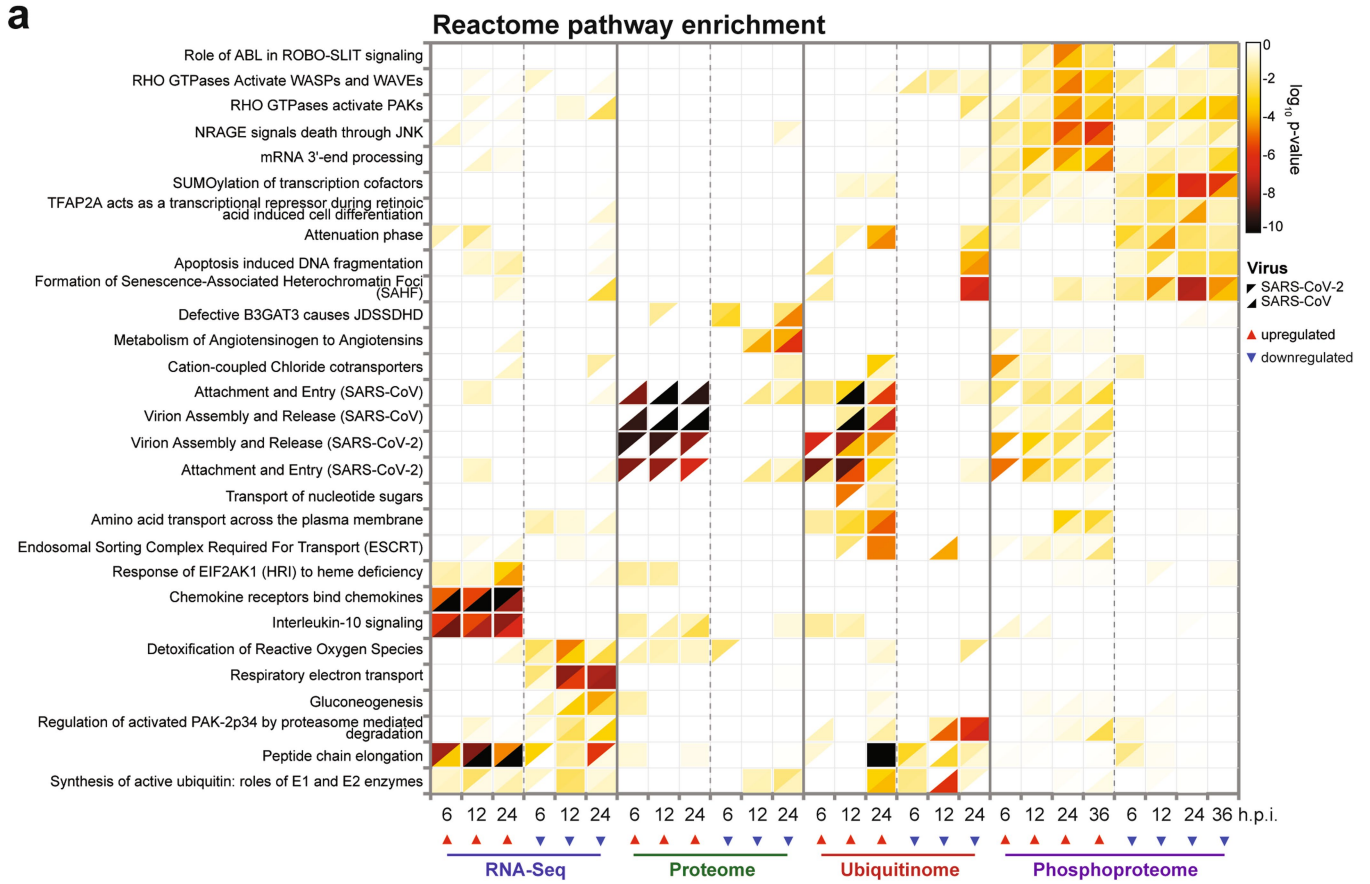 a
Reactome pathway enrichment
Role of ABL in ROBO-SLIT signaling
RHO GTPases Activate WASPs and WAVEs
RHO GTPases activate PAKs
NRAGE signals death through JNK
mRNA 3'-end processing
SUMOylation of transcription cofactors
TFAP2A acts as a transcriptional repressor during retinoic
acid induced cell differentiation
Attenuation phase
Apoptosis induced DNA fragmentation
Formation of Senescence-Associated Heterochromatin Foci
(SAHF)
Defective B3GAT3 causes JDSSDHD
Metabolism of Angiotensinogen to Angiotensins
Cation-coupled Chloride cotransporters
Attachment and Entry (SARS-CoV)
Virion Assembly and Release (SARS-CoV)
Virion Assembly and Release (SARS-CoV-2)
Attachment and Entry (SARS-CoV-2)
Transport of nucleotide sugars
Amino acid transport across the plasma membrane
Endosomal Sorting Complex Required For Transport (ESCRT)
Response of EIF2AK1 (HRI) to heme deficiency
Chemokine receptors bind chemokines
Interleukin-10 signaling
Detoxification of Reactive Oxygen Species
Respiratory electron transport
Gluconeogenesis
Regulation of activated PAK-2p34 by proteasome mediated
degradation
Peptide chain elongation
Synthesis of active ubiquitin: roles of E1 and E2 enzymes
6 12 24 6 12 24 6 12 24 6 12 24 6 12 24 6 12 24 6 12 24 36 6 12 24 36 h.p.i.
RNA-Seq Proteome Ubiquitinome Phosphoproteome
0
-2
-4
-6
-8
-10
log10 p-value
Virus
SARS-CoV-2
SARS-CoV
upregulated
downregulated